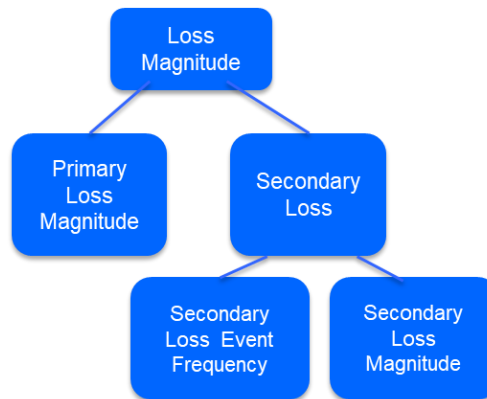 Loss
Magnitude
Primary
Loss
Magnitude
Secondary
Loss
Secondary
Loss Event
Frequency
Secondary
Loss
Magnitude